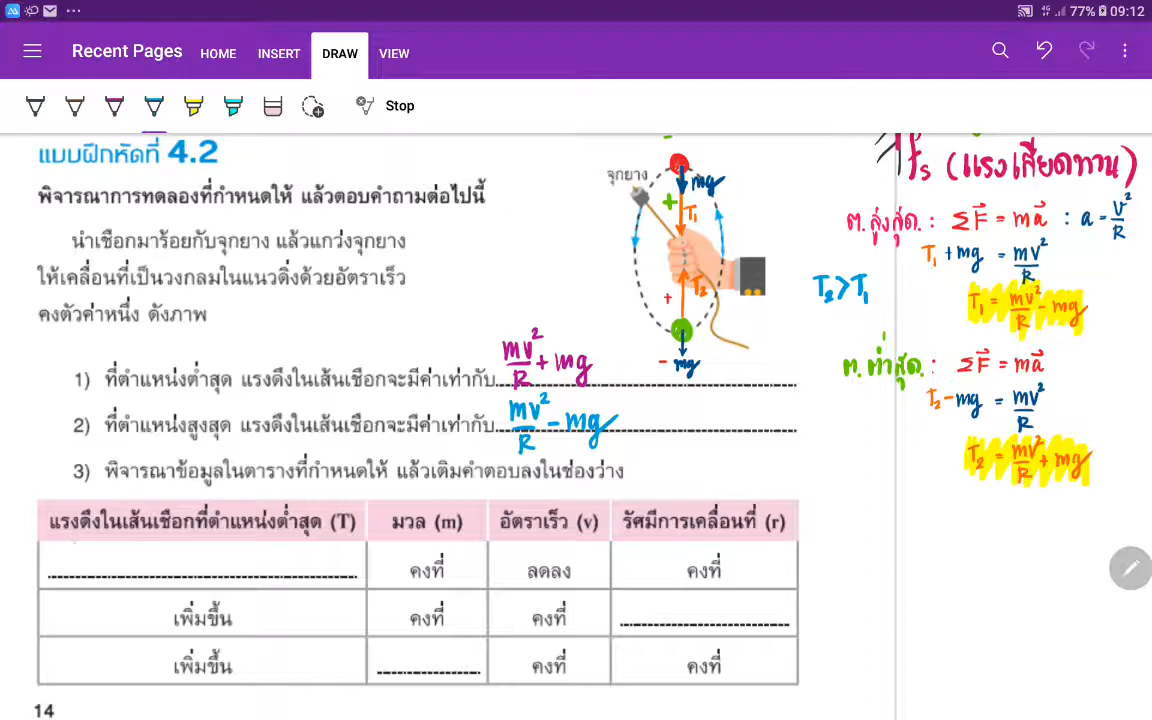 77% 09:12
Recent Pages HOME INSERT DRAW VIEW
Stop
แบบฝึกหัดที่ 4.2
พิจารณาการทดลองที่กำหนดให้ แล้วตอบคำถามต่อไปนี้
นำเชือกมาร้อยกับจุกยาง แล้วแกว่งจุกยาง
ให้เคลื่อนที่เป็นวงกลมในแนวดิ่งด้วยอัตราเร็ว
คงตัวค่าหนึ่ง ดังภาพ
จุกยาง
-
mg
+
T₁
T₂
+
- mg
T₂ > T₁
fs (แรงเสียดทาน)
ต. สูงสุด. : ΣF⃗ = ma⃗ : a = v²/R
T₁ + mg = mv²/R
T₁ = mv²/R - mg
ต. ต่ำสุด. : ΣF⃗ = ma⃗
T₂ - mg = mv²/R
T₂ = mv²/R + mg
1) ที่ตำแหน่งต่ำสุด แรงดึงในเส้นเชือกจะมีค่าเท่ากับ mv²/R + mg
2) ที่ตำแหน่งสูงสุด แรงดึงในเส้นเชือกจะมีค่าเท่ากับ mv²/R - mg
3) พิจารณาข้อมูลในตารางที่กำหนดให้ แล้วเติมคำตอบลงในช่องว่าง
แรงดึงในเส้นเชือกที่ตำแหน่งต่ำสุด (T) มวล (m) อัตราเร็ว (v) รัศมีการเคลื่อนที่ (r)
คงที่ ลดลง คงที่
เพิ่มขึ้น คงที่ คงที่
เพิ่มขึ้น คงที่ คงที่
14